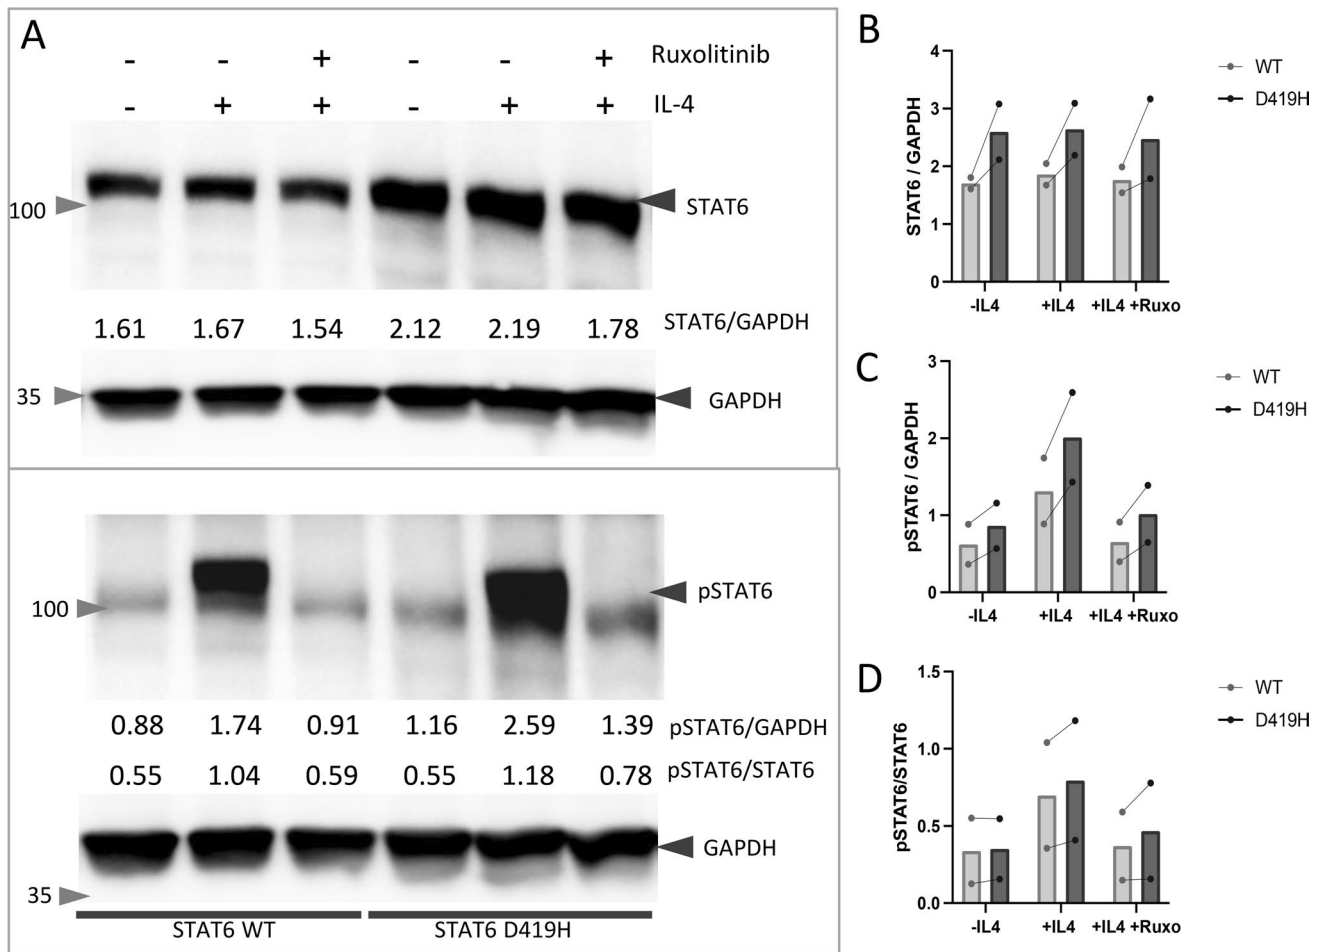 A
- - + - - + Ruxolitinib
- + + - + + IL-4
100
STAT6
1.61 1.67 1.54 2.12 2.19 1.78 STAT6/GAPDH
35
GAPDH
100
pSTAT6
0.88 1.74 0.91 1.16 2.59 1.39 pSTAT6/GAPDH
0.55 1.04 0.59 0.55 1.18 0.78 pSTAT6/STAT6
GAPDH
35
STAT6 WT STAT6 D419H
B
STAT6 / GAPDH
4
3
2
1
0
-IL4 +IL4 +IL4 +Ruxo
WT
D419H
C
pSTAT6 / GAPDH
3
2
1
0
-IL4 +IL4 +IL4 +Ruxo
WT
D419H
D
pSTAT6/STAT6
1.5
1.0
0.5
0.0
-IL4 +IL4 +IL4 +Ruxo
WT
D419H